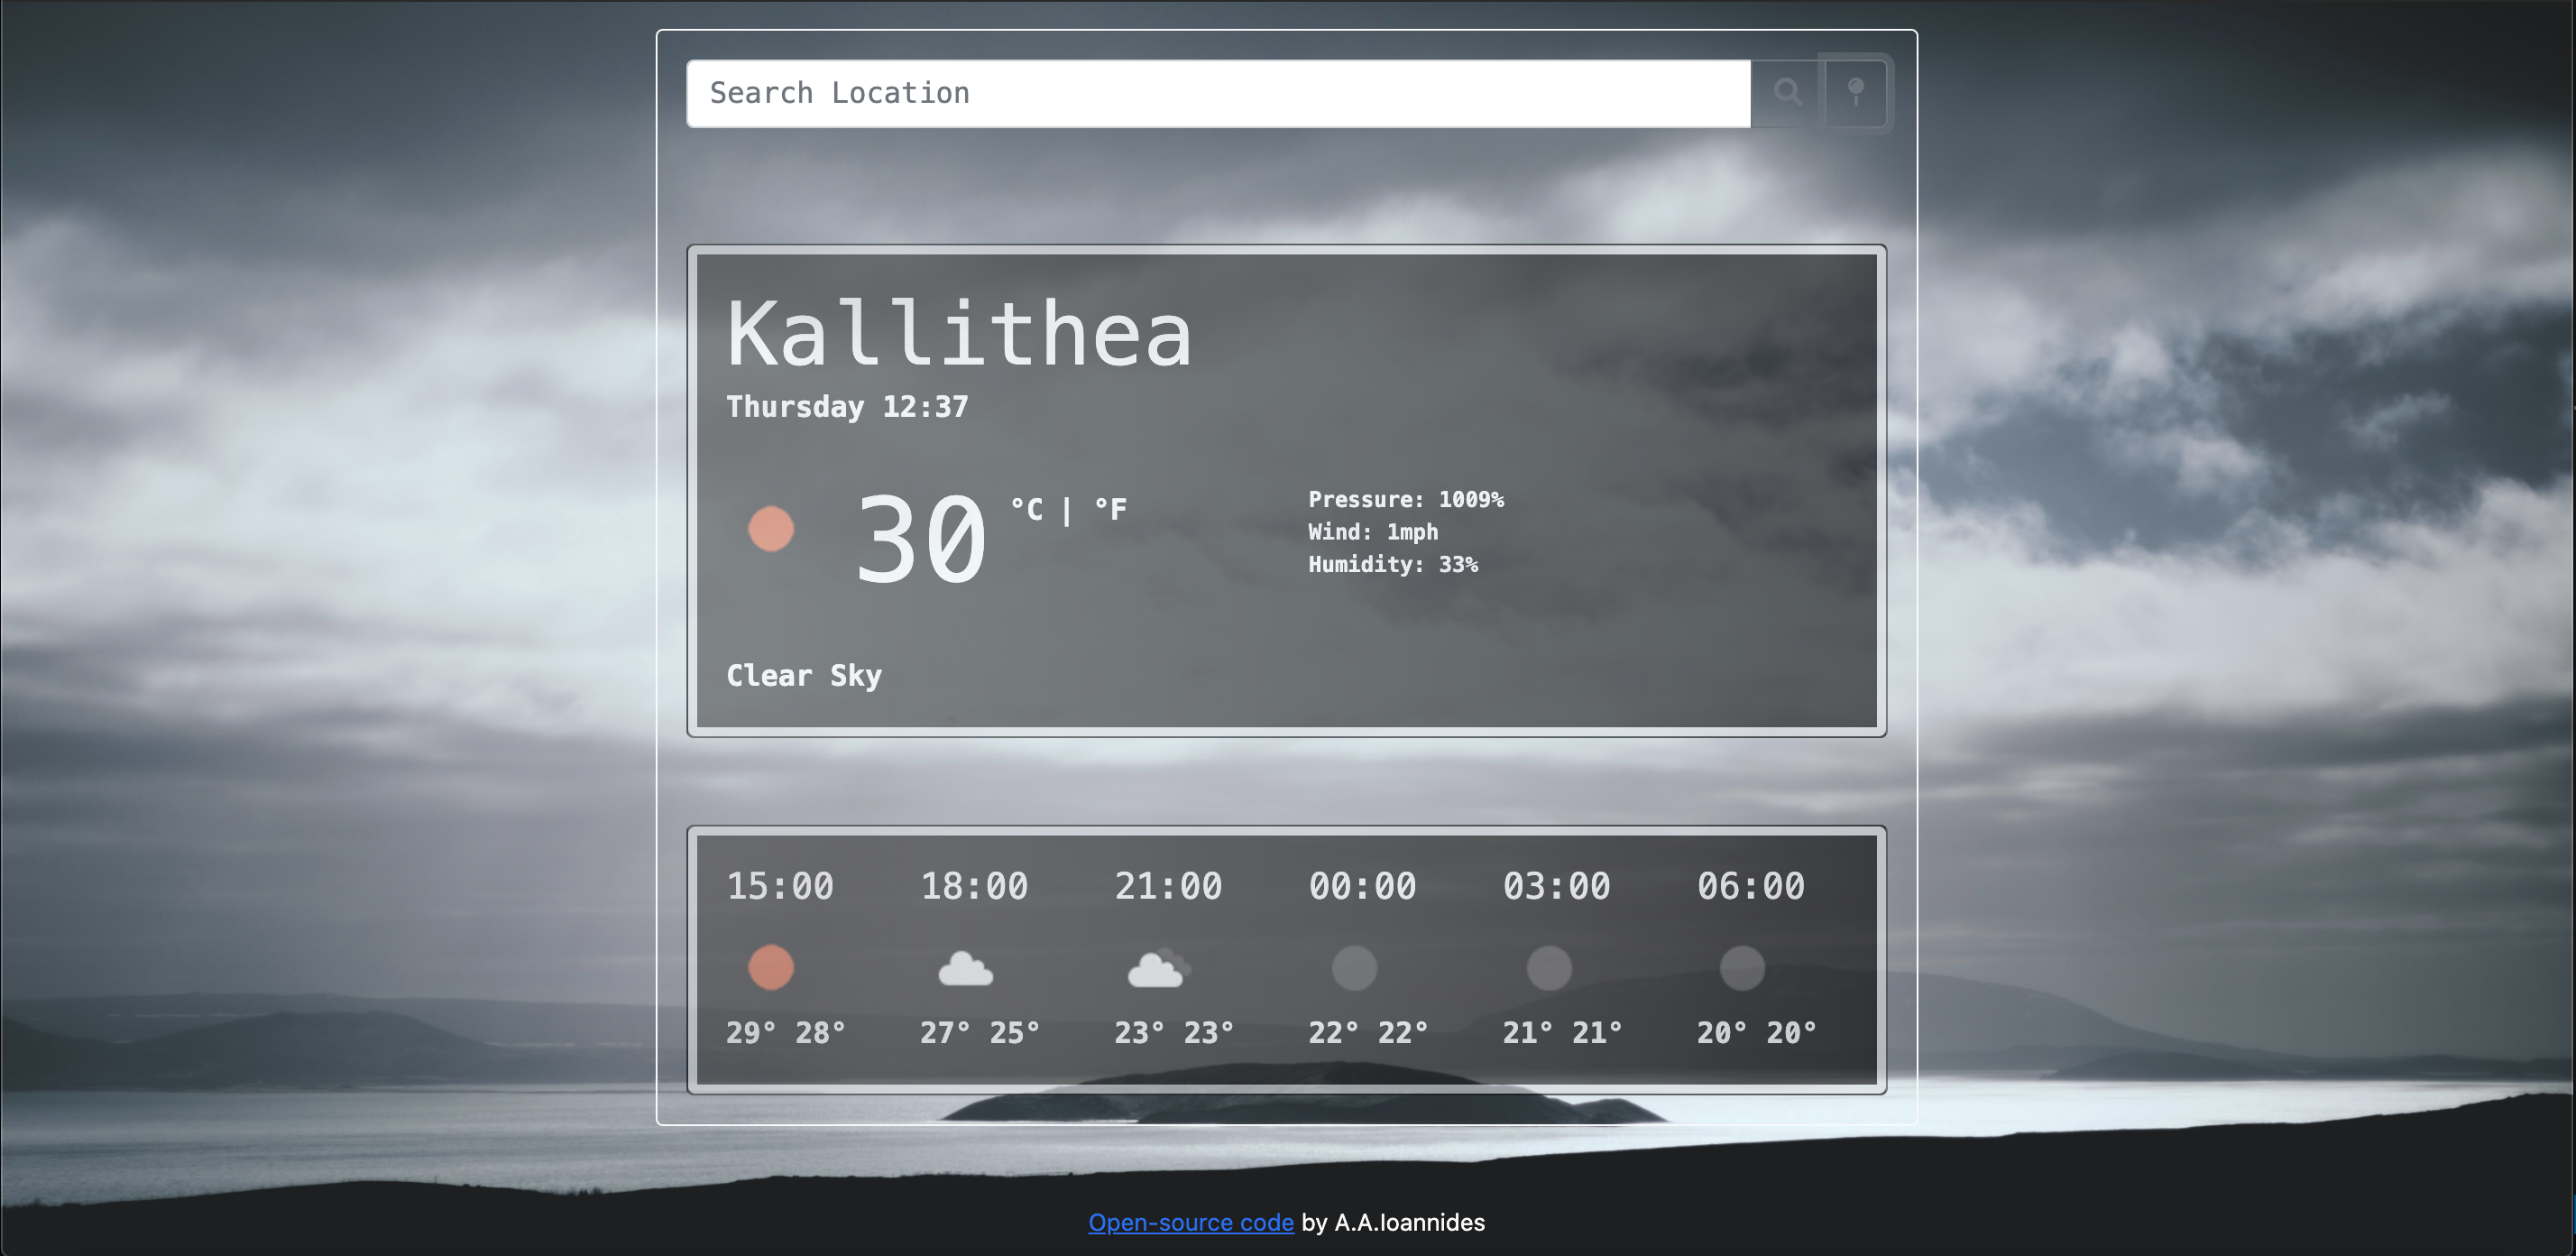 Search Location
Kallithea
Thursday 12:37
30 °C | °F
Pressure: 1009%
Wind: 1mph
Humidity: 33%
Clear Sky
15:00 18:00 21:00 00:00 03:00 06:00
29° 28° 27° 25° 23° 23° 22° 22° 21° 21° 20° 20°
Open-source code by A.A.Ioannides